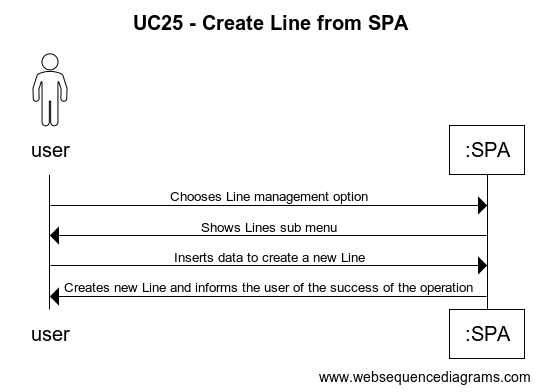 UC25 - Create Line from SPA
user
:SPA
Chooses Line management option
Shows Lines sub menu
Inserts data to create a new Line
Creates new Line and informs the user of the success of the operation
user
:SPA
www.websequencediagrams.com